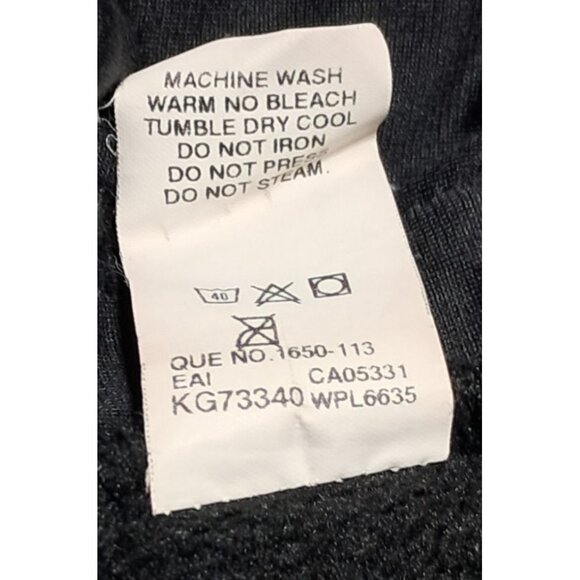 MACHINE WASH
WARM NO BLEACH
TUMBLE DRY COOL
DO NOT IRON
DO NOT PRESS
DO NOT STEAM.
40
QUE NO.1650-113
EAI CA05331
KG73340 WPL6635